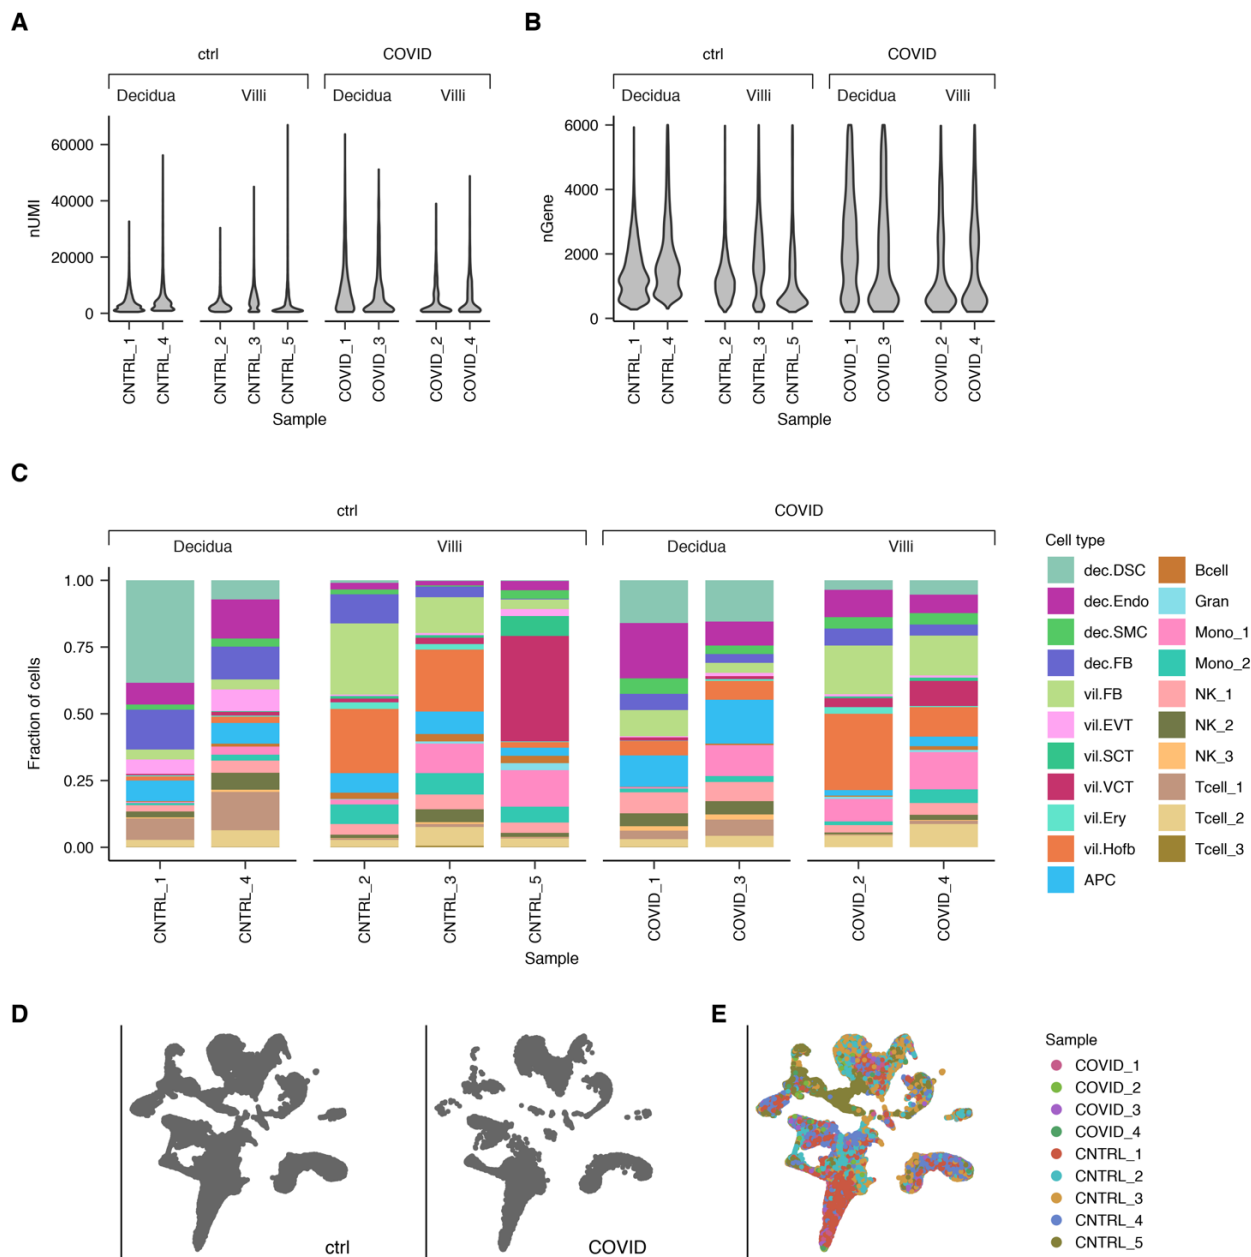 A
ctrl
COVID
Decidua
Villi
Decidua
Villi
nUMI
60000
40000
20000
0
CNTRL_1
CNTRL_4
CNTRL_2
CNTRL_3
CNTRL_5
COVID_1
COVID_3
COVID_2
COVID_4
Sample
B
ctrl
COVID
Decidua
Villi
Decidua
Villi
nGene
6000
4000
2000
0
CNTRL_1
CNTRL_4
CNTRL_2
CNTRL_3
CNTRL_5
COVID_1
COVID_3
COVID_2
COVID_4
Sample
C
ctrl
COVID
Decidua
Villi
Decidua
Villi
Fraction of cells
1.00
0.75
0.50
0.25
0.00
CNTRL_1
CNTRL_4
CNTRL_2
CNTRL_3
CNTRL_5
COVID_1
COVID_3
COVID_2
COVID_4
Sample
Cell type
dec.DSC
dec.Endo
dec.SMC
dec.FB
vil.FB
vil.EVT
vil.SCT
vil.VCT
vil.Ery
vil.Hofb
APC
Bcell
Gran
Mono_1
Mono_2
NK_1
NK_2
NK_3
Tcell_1
Tcell_2
Tcell_3
D
ctrl
COVID
E
Sample
COVID_1
COVID_2
COVID_3
COVID_4
CNTRL_1
CNTRL_2
CNTRL_3
CNTRL_4
CNTRL_5